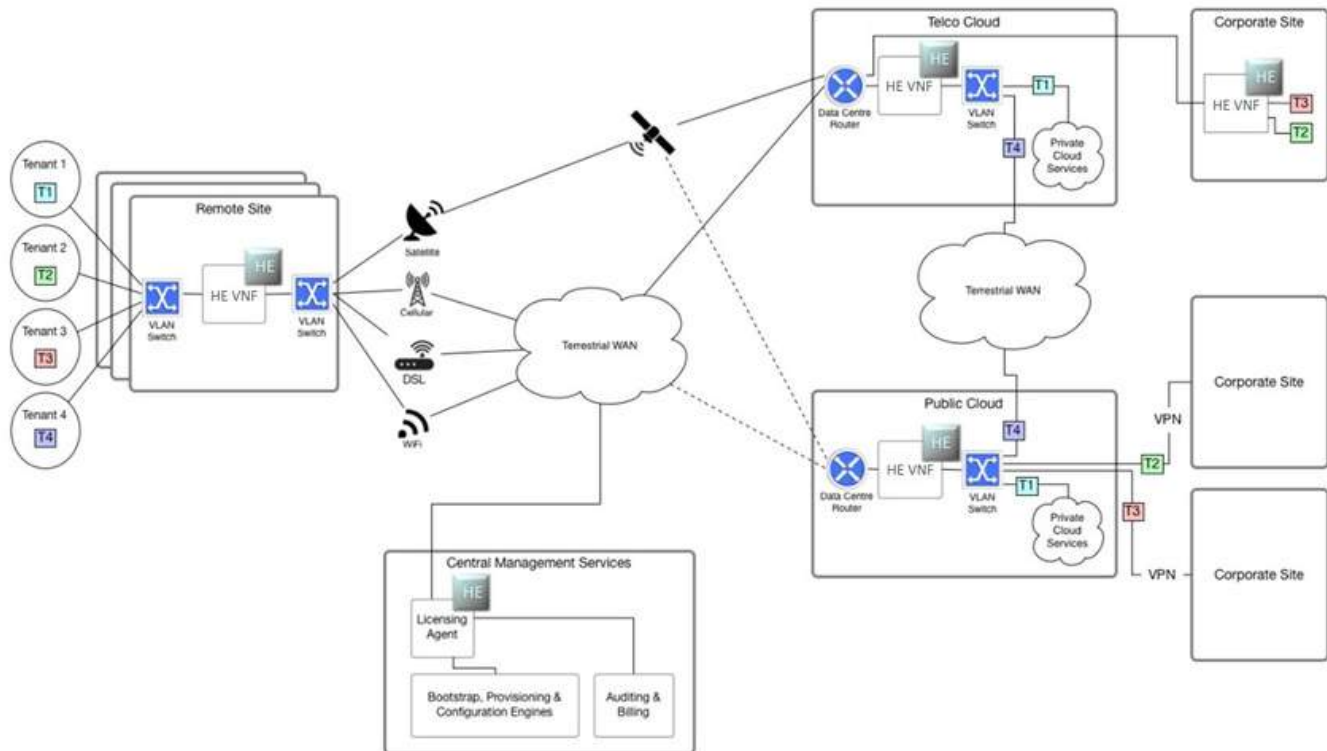 Telco Cloud
Corporate Site
HE
HE VNF
Data Centre
Router
VLAN
Switch
T1
T4
Private
Cloud
Services
HE
HE VNF
T3
T2
Tenant 1
T1
Tenant 2
T2
Tenant 3
T3
Tenant 4
T4
Remote Site
HE
HE VNF
VLAN
Switch
VLAN
Switch
Satellite
Cellular
DSL
WiFi
Terrestrial WAN
Terrestrial WAN
Public Cloud
HE
HE VNF
Data Centre
Router
VLAN
Switch
T4
T2
T1
T3
Private
Cloud
Services
VPN
Corporate Site
VPN
Corporate Site
Central Management Services
HE
Licensing
Agent
Bootstrap, Provisioning &
Configuration Engines
Auditing &
Billing